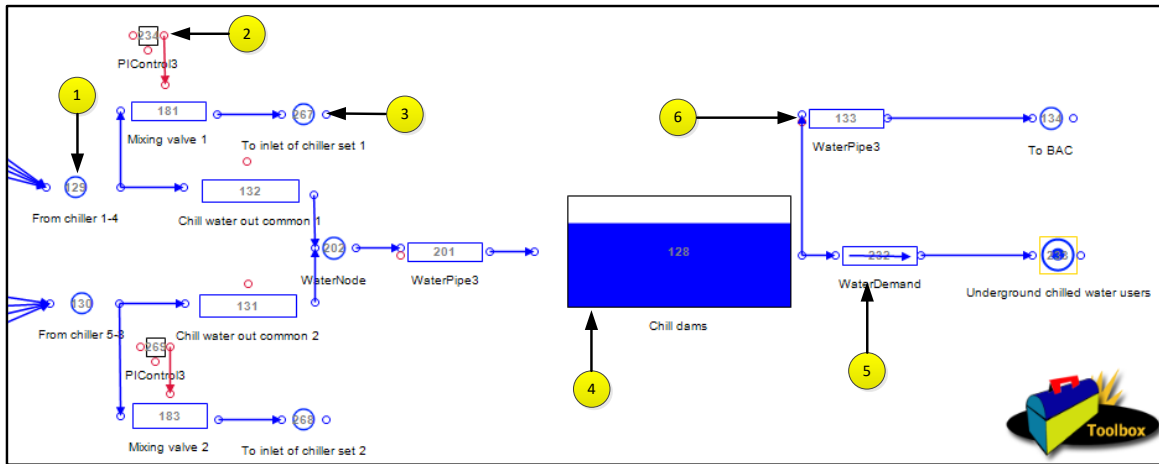 2
234
PIControl3
1
181
267
3
Mixing valve 1
To inlet of chiller set 1
129
132
From chiller 1-4
Chill water out common 1
202
201
WaterNode
WaterPipe3
130
131
From chiller 5-8
Chill water out common 2
269
PIControl3
183
268
Mixing valve 2
To inlet of chiller set 2
128
Chill dams
4
6
133
134
WaterPipe3
To BAC
232
233
WaterDemand
Underground chilled water users
5
Toolbox